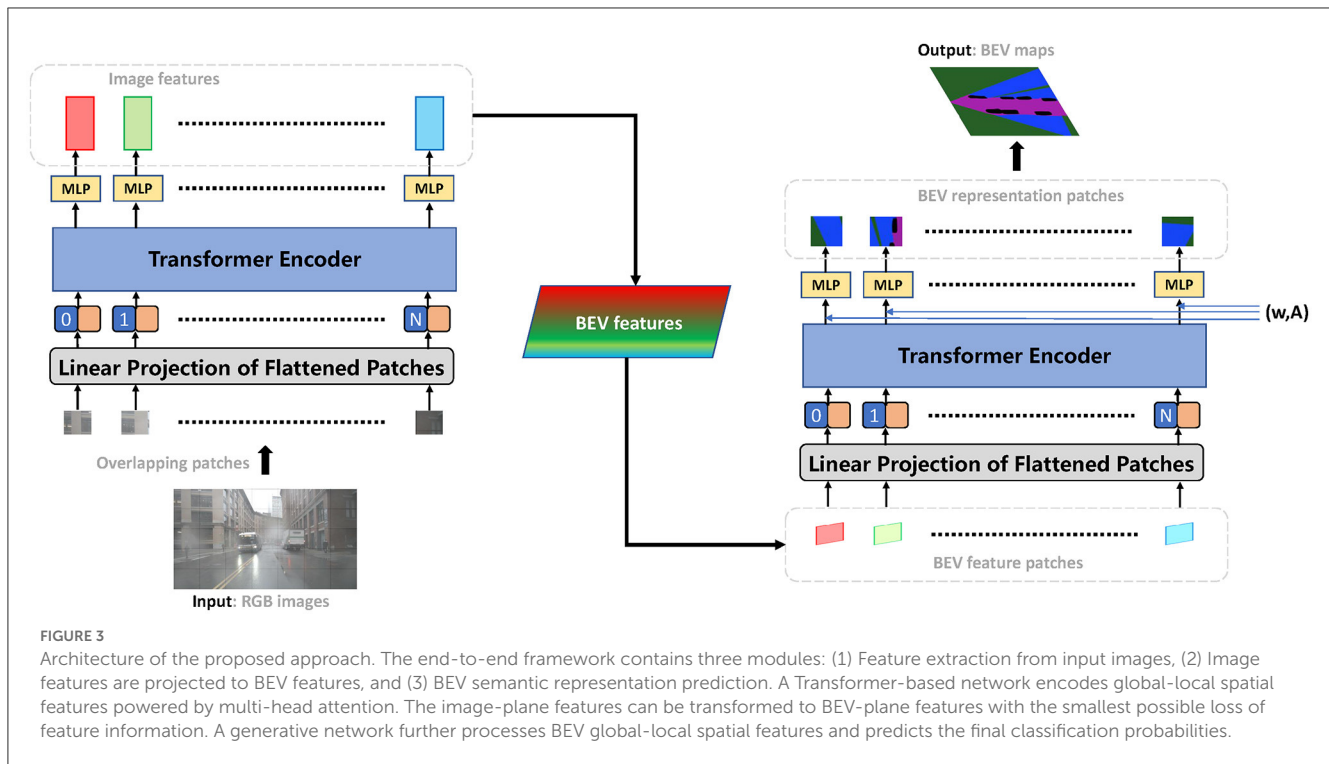 Image features
MLP MLP MLP
Transformer Encoder
0 1 N
Linear Projection of Flattened Patches
Overlapping patches
Input: RGB images
BEV features
Output: BEV maps
BEV representation patches
MLP MLP MLP
(w,A)
Transformer Encoder
0 1 N
Linear Projection of Flattened Patches
BEV feature patches
FIGURE 3
Architecture of the proposed approach. The end-to-end framework contains three modules: (1) Feature extraction from input images, (2) Image
features are projected to BEV features, and (3) BEV semantic representation prediction. A Transformer-based network encodes global-local spatial
features powered by multi-head attention. The image-plane features can be transformed to BEV-plane features with the smallest possible loss of
feature information. A generative network further processes BEV global-local spatial features and predicts the final classification probabilities.